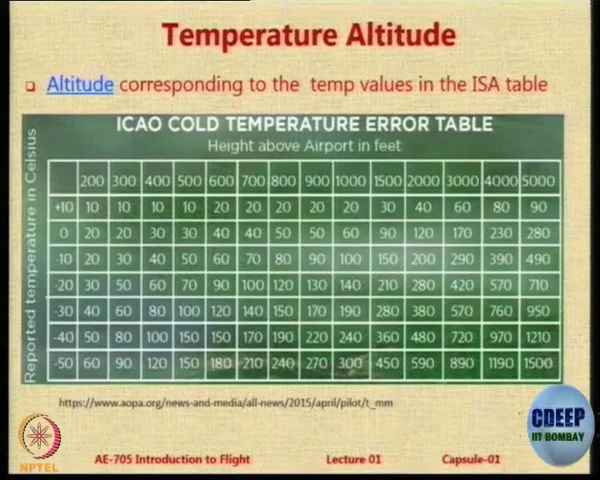 Temperature Altitude
Altitude corresponding to the temp values in the ISA table
ICAO COLD TEMPERATURE ERROR TABLE
Height above Airport in feet
Reported temperature in Celsius
200 300 400 500 600 700 800 900 1000 1500 2000 3000 4000 5000
+10 10 10 10 10 20 20 20 20 20 30 40 60 80 90
0 20 20 30 30 40 40 50 50 60 90 120 170 230 280
-10 20 30 40 50 60 70 80 90 100 150 200 290 390 490
-20 30 50 60 70 90 100 120 130 140 210 280 420 570 710
-30 40 60 80 100 120 140 150 170 190 280 380 570 760 950
-40 50 80 100 150 150 170 190 220 240 360 480 720 970 1210
-50 60 90 120 150 180 210 240 270 300 450 590 890 1190 1500
https://www.aopa.org/news-and-media/all-news/2015/april/pilot/t_mm
CDEEP
IIT BOMBAY
NPTEL
AE-705 Introduction to Flight Lecture 01 Capsule-01